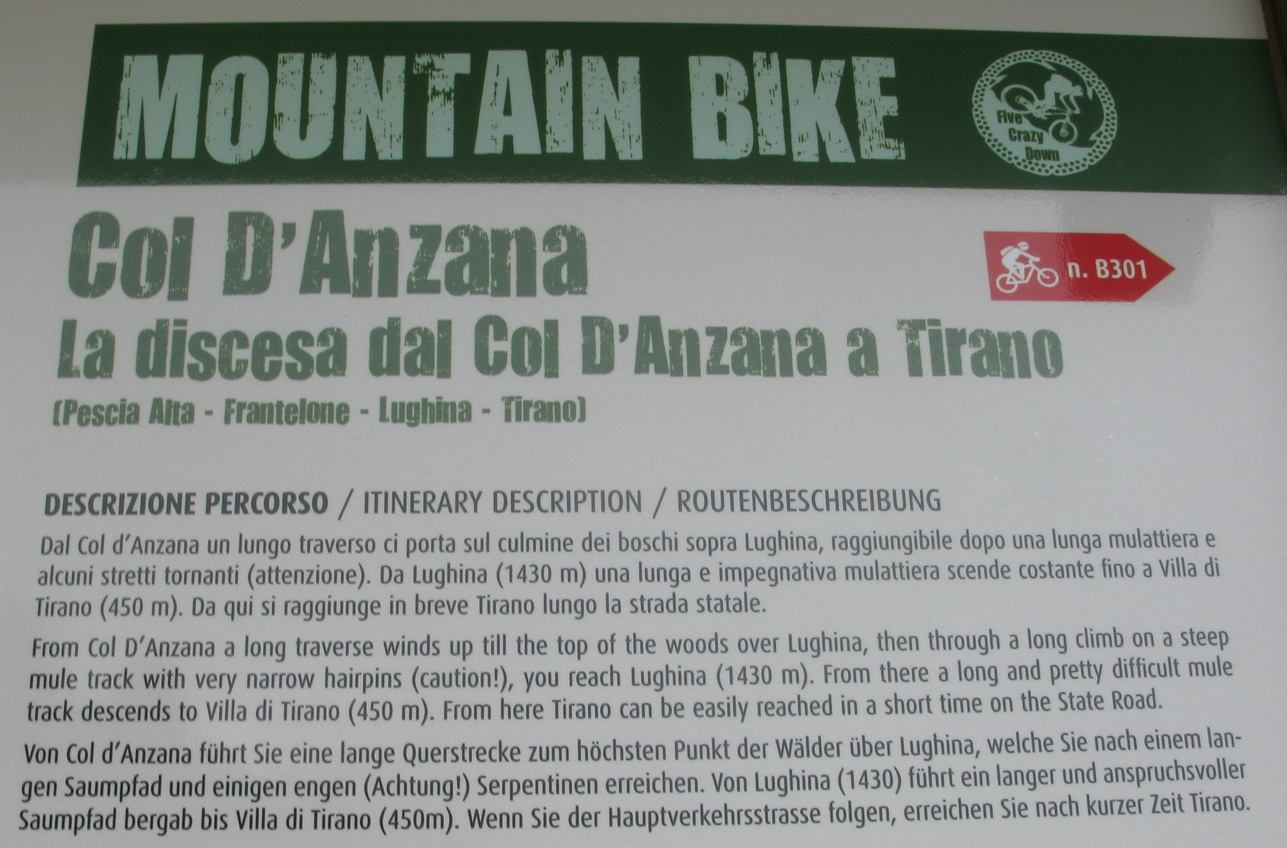 MOUNTAIN BIKE
Five
Crazy
Down
Col D'Anzana
n. B301
La discesa dal Col D'Anzana a Tirano
(Pescia Alta - Frantelone - Lughina - Tirano)
DESCRIZIONE PERCORSO / ITINERARY DESCRIPTION / ROUTENBESCHREIBUNG
Dal Col d'Anzana un lungo traverso ci porta sul culmine dei boschi sopra Lughina, raggiungibile dopo una lunga mulattiera e
alcuni stretti tornanti (attenzione). Da Lughina (1430 m) una lunga e impegnativa mulattiera scende costante fino a Villa di
Tirano (450 m). Da qui si raggiunge in breve Tirano lungo la strada statale.
From Col D'Anzana a long traverse winds up till the top of the woods over Lughina, then through a long climb on a steep
mule track with very narrow hairpins (caution!), you reach Lughina (1430 m). From there a long and pretty difficult mule
track descends to Villa di Tirano (450 m). From here Tirano can be easily reached in a short time on the State Road.
Von Col d'Anzana führt Sie eine lange Querstrecke zum höchsten Punkt der Wälder über Lughina, welche Sie nach einem lan-
gen Saumpfad und einigen engen (Achtung!) Serpentinen erreichen. Von Lughina (1430) führt ein langer und anspruchsvoller
Saumpfad bergab bis Villa di Tirano (450m). Wenn Sie der Hauptverkehrsstrasse folgen, erreichen Sie nach kurzer Zeit Tirano.